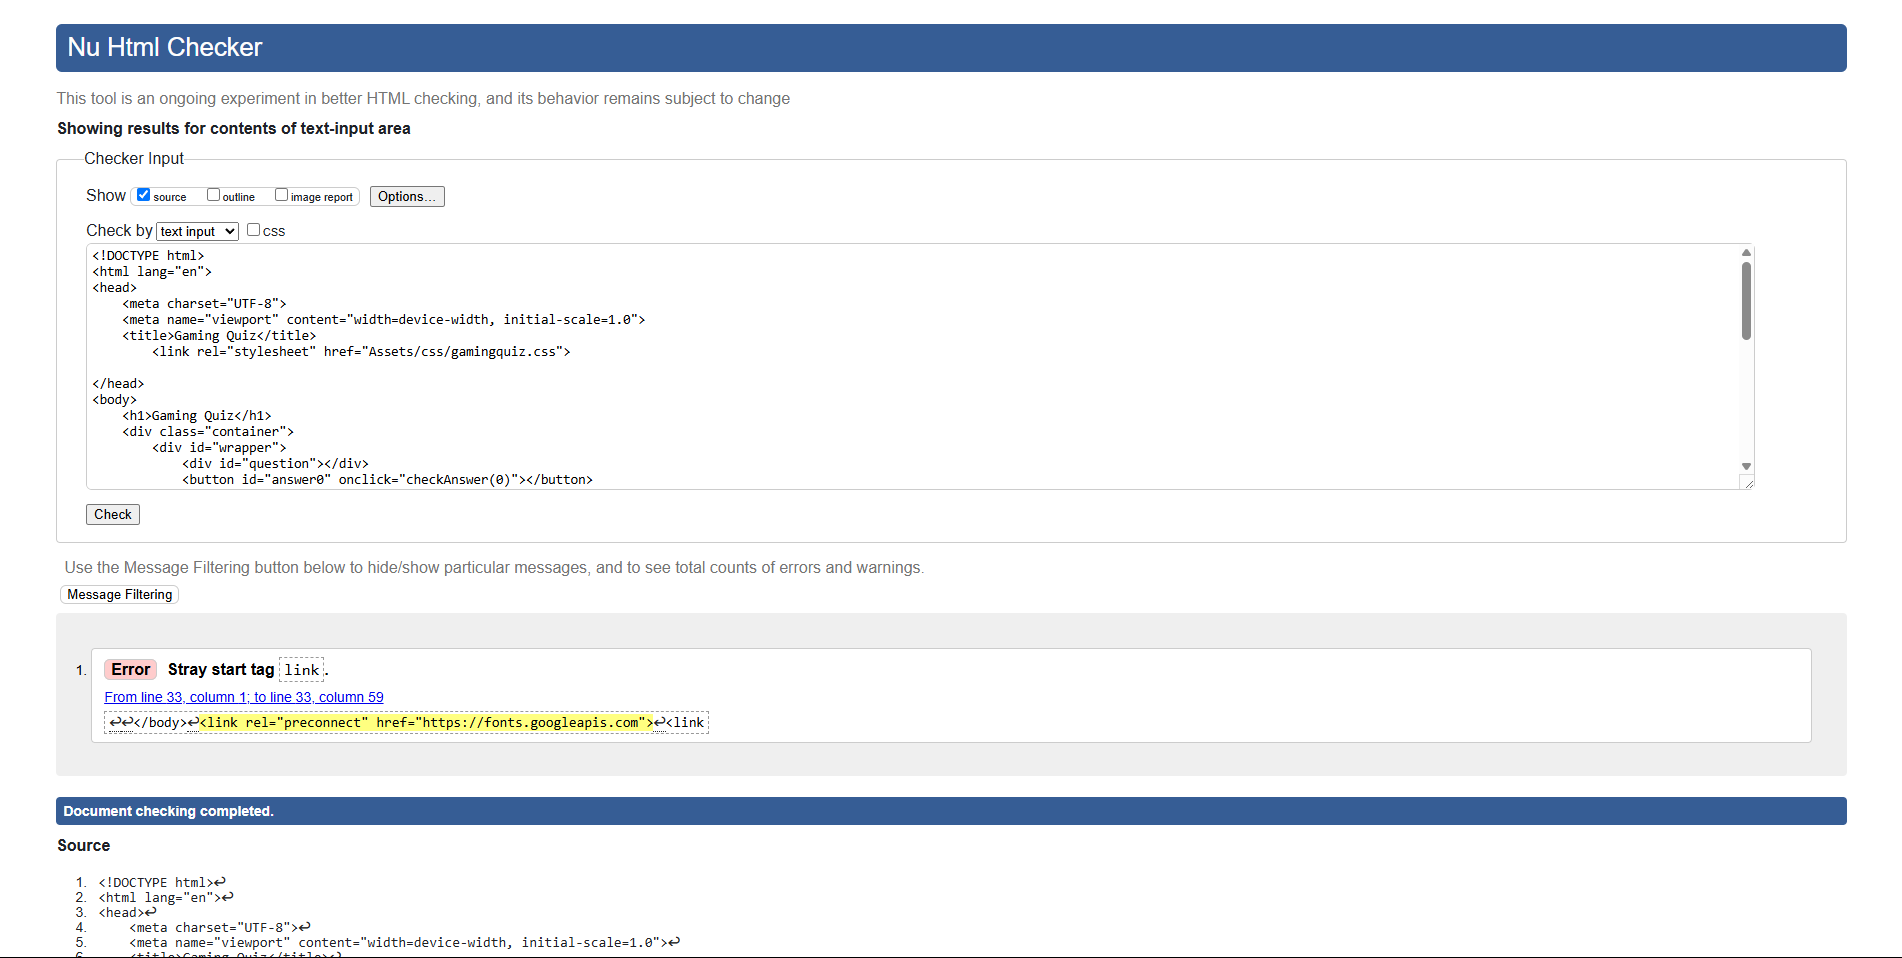 Nu Html Checker
This tool is an ongoing experiment in better HTML checking, and its behavior remains subject to change
Showing results for contents of text-input area
Checker Input
Show source outline image report Options...
Check by text input css
<!DOCTYPE html>
<html lang="en">
<head>
    <meta charset="UTF-8">
    <meta name="viewport" content="width=device-width, initial-scale=1.0">
    <title>Gaming Quiz</title>
        <link rel="stylesheet" href="Assets/css/gamingquiz.css">
</head>
<body>
    <h1>Gaming Quiz</h1>
    <div class="container">
        <div id="wrapper">
            <div id="question"></div>
            <button id="answer0" onclick="checkAnswer(0)"></button>
Check
Use the Message Filtering button below to hide/show particular messages, and to see total counts of errors and warnings.
Message Filtering
1. Error Stray start tag link.
From line 33, column 1; to line 33, column 59
↩↩</body>↩<link rel="preconnect" href="https://fonts.googleapis.com">↩<link
Document checking completed.
Source
1. <!DOCTYPE html>↩
2. <html lang="en">↩
3. <head>↩
4.     <meta charset="UTF-8">↩
5.     <meta name="viewport" content="width=device-width, initial-scale=1.0">↩
6.     <title>Gaming Quiz</title>↩